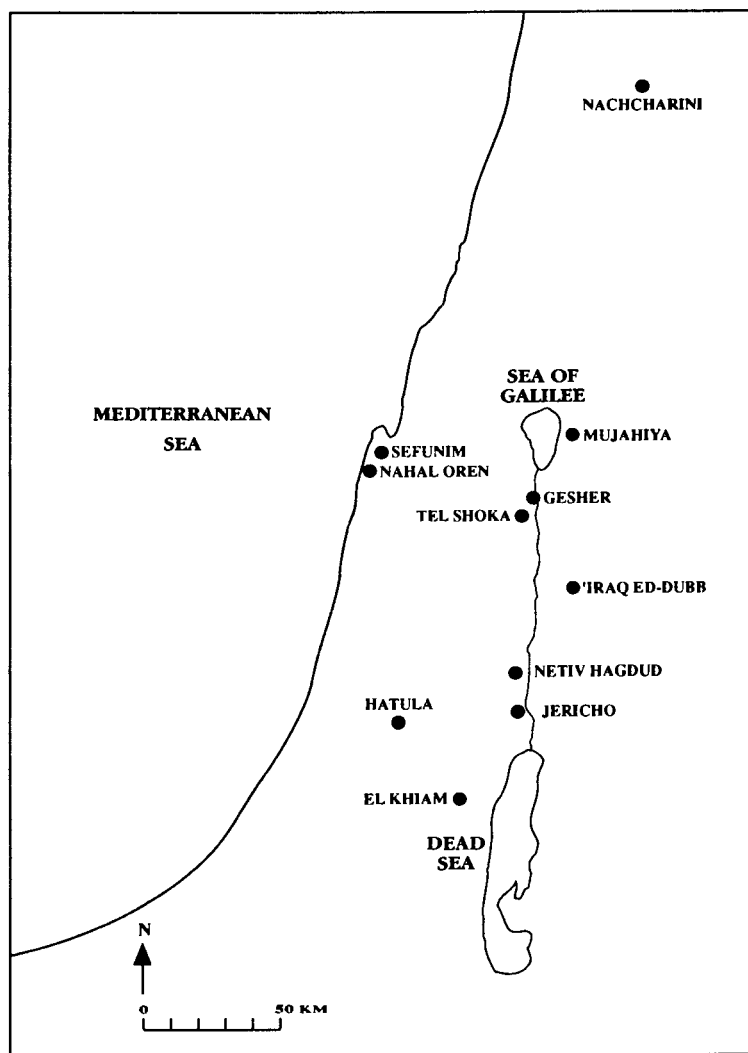 NACHCHARINI
SEA OF
GALILEE
MEDITERRANEAN
SEA
MUJAHIYA
SEFUNIM
NAHAL OREN
GESHER
TEL SHOKA
'IRAQ ED-DUBB
NETIV HAGDUD
HATULA
JERICHO
EL KHIAM
DEAD
SEA
N
0 50 KM